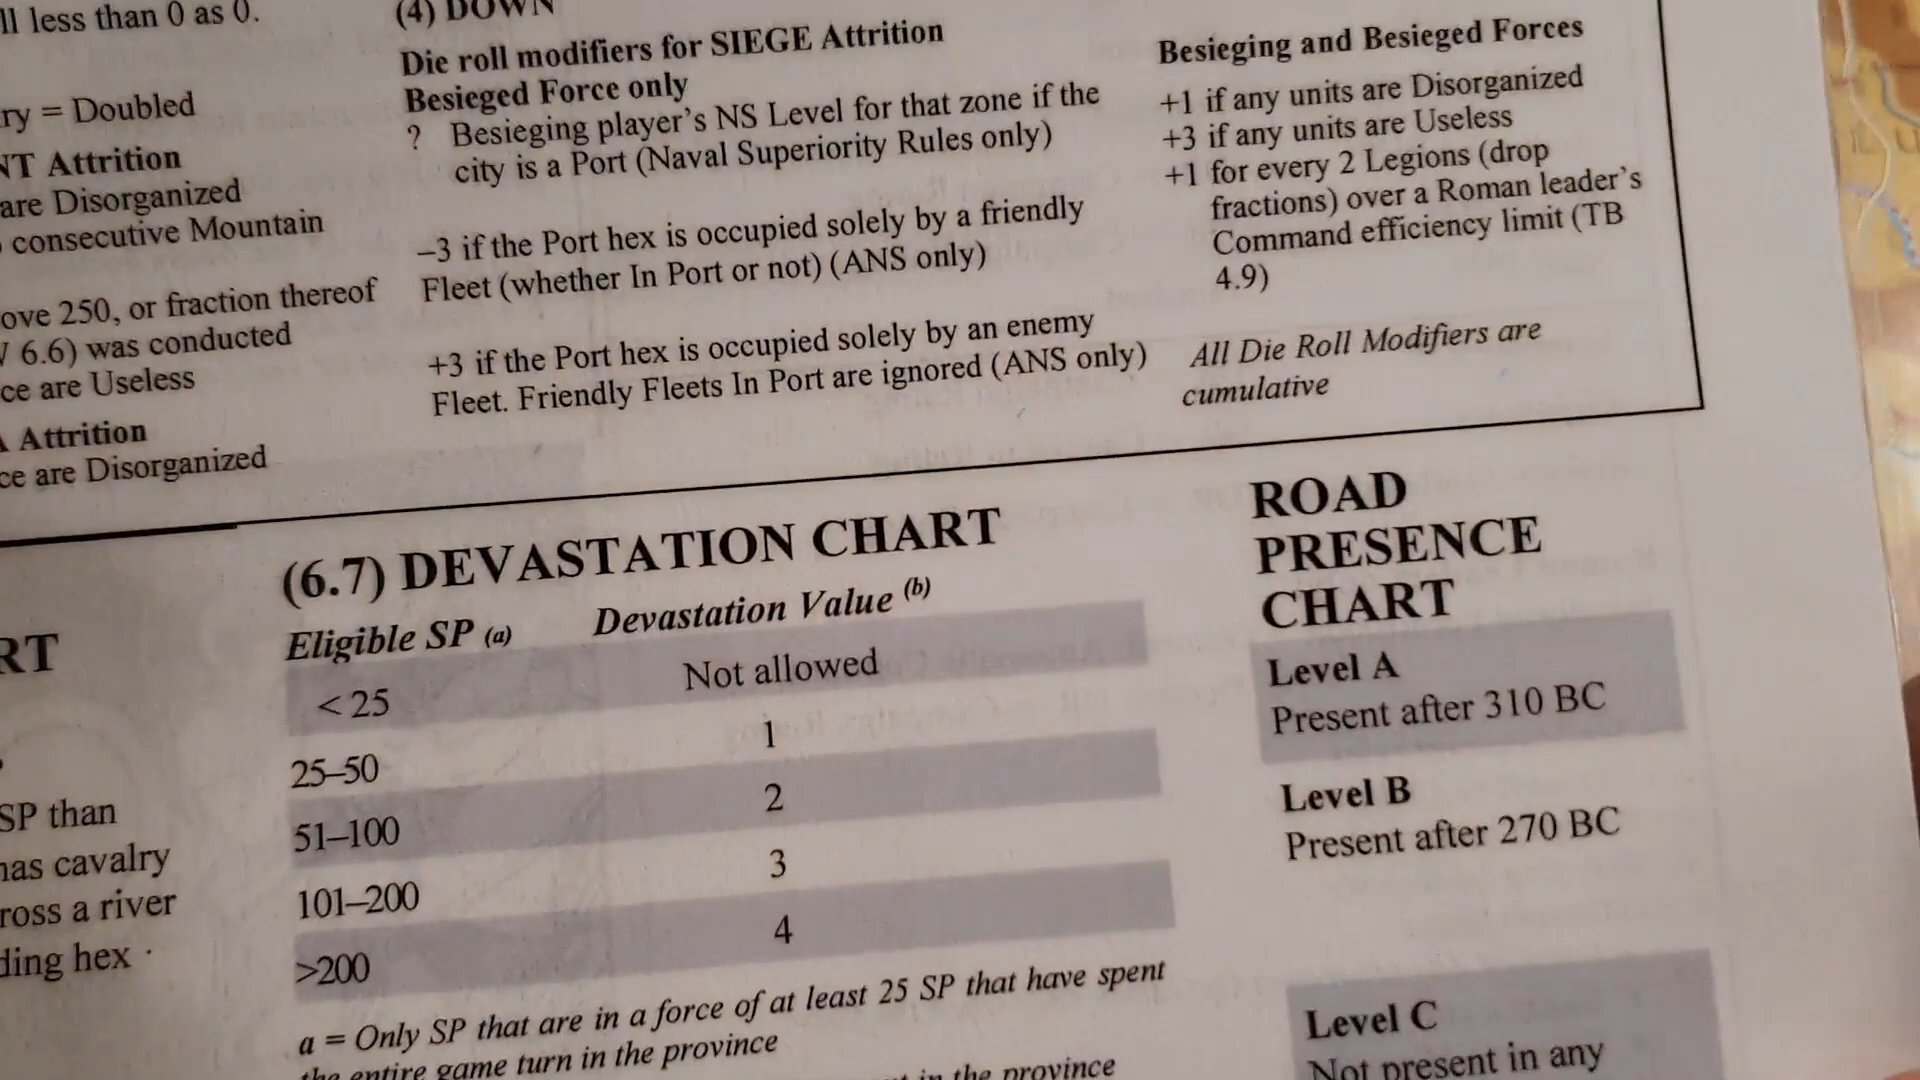 ll less than 0 as 0.
ry = Doubled
NT Attrition
are Disorganized
consecutive Mountain
ove 250, or fraction thereof
6.6) was conducted
ce are Useless
Attrition
ce are Disorganized
(4) DOWN
Die roll modifiers for SIEGE Attrition
Besieged Force only
? Besieging player's NS Level for that zone if the
city is a Port (Naval Superiority Rules only)
–3 if the Port hex is occupied solely by a friendly
Fleet (whether In Port or not) (ANS only)
+3 if the Port hex is occupied solely by an enemy
Fleet. Friendly Fleets In Port are ignored (ANS only)
Besieging and Besieged Forces
+1 if any units are Disorganized
+3 if any units are Useless
+1 for every 2 Legions (drop
fractions) over a Roman leader's
Command efficiency limit (TB
4.9)
All Die Roll Modifiers are
cumulative
RT
SP than
has cavalry
ross a river
ding hex
(6.7) DEVASTATION CHART
Eligible SP (a) Devastation Value (b)
< 25 Not allowed
25–50 1
51–100 2
101–200 3
>200 4
a = Only SP that are in a force of at least 25 SP that have spent
the entire game turn in the province
in the province
ROAD
PRESENCE
CHART
Level A
Present after 310 BC
Level B
Present after 270 BC
Level C
Not present in any